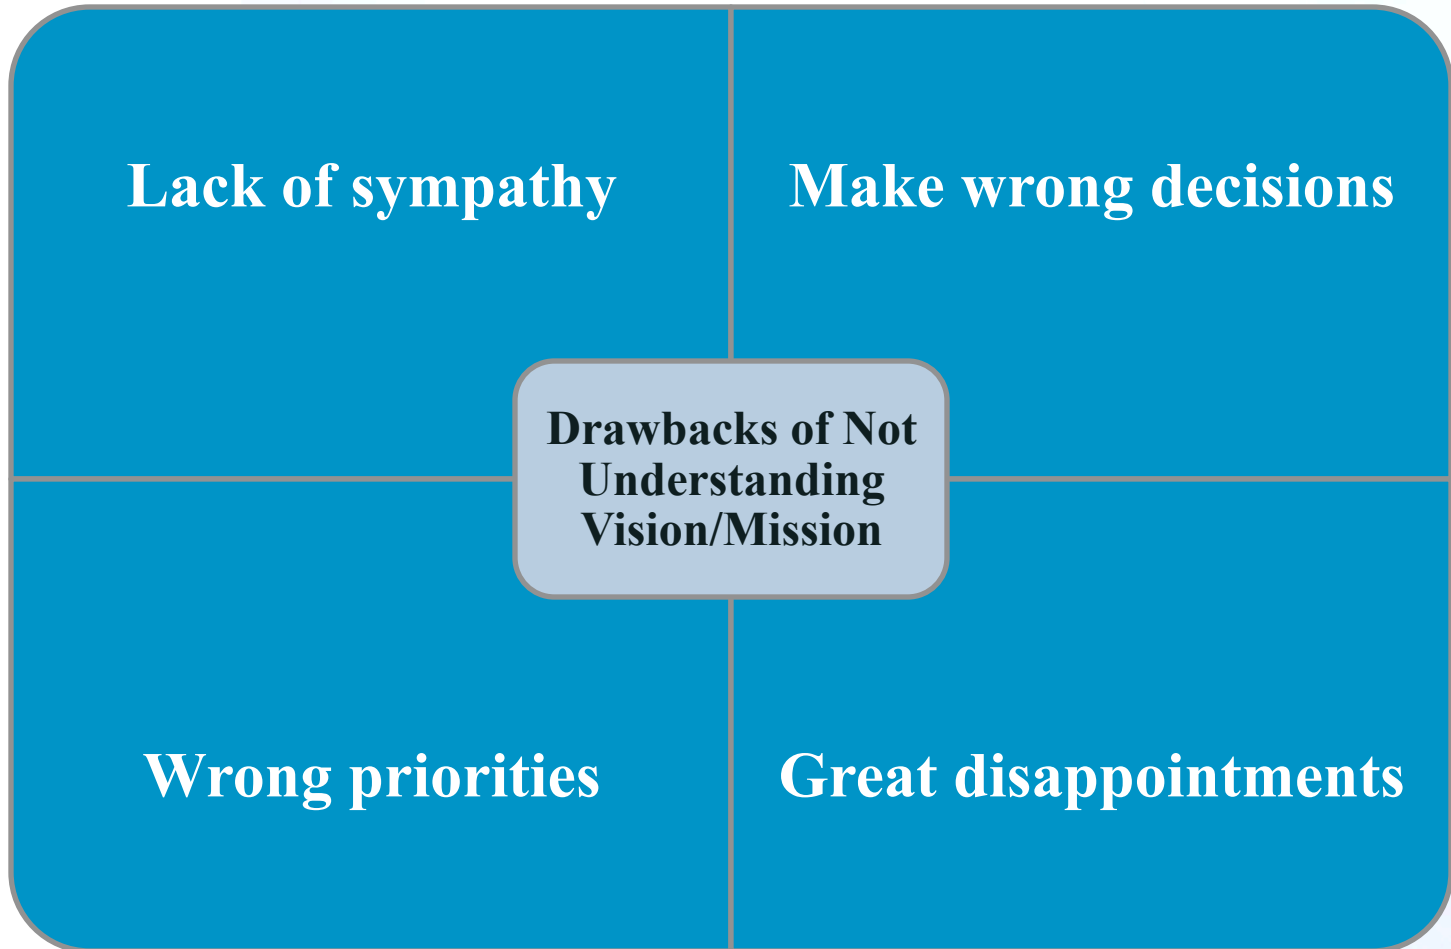 Lack of sympathy
Make wrong decisions
Drawbacks of Not
Understanding
Vision/Mission
Wrong priorities
Great disappointments